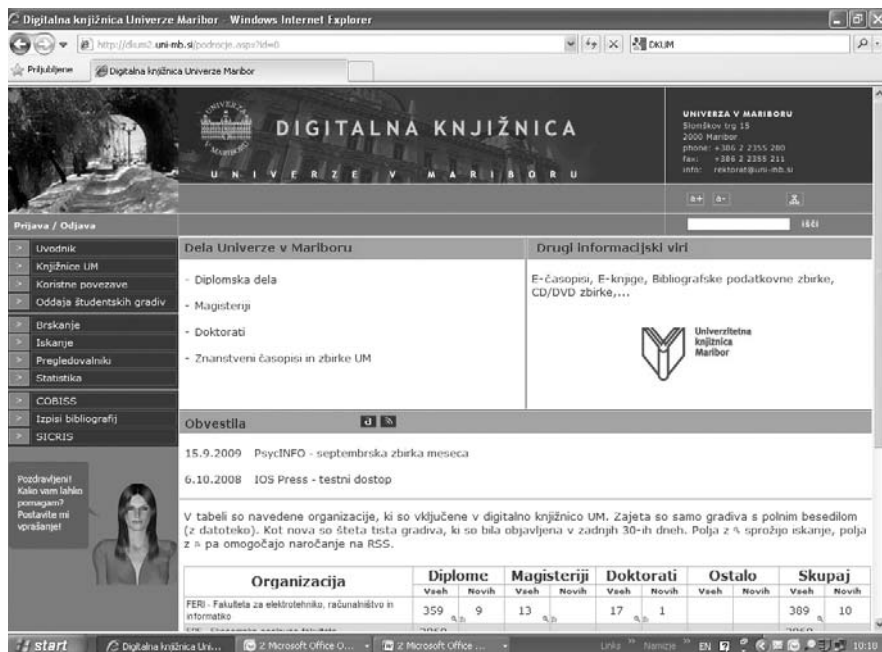 Digitalna knjižnica Univerze Maribor - Windows Internet Explorer
http://dkum2.uni-mb.si/podrocje.aspx?id=0
DKUM
Priljubljene
Digitalna knjižnica Univerze Maribor
UNIVERZA
MARIBORU
DIGITALNA KNJIŽNICA
UNIVERZE V MARIBORU
UNIVERZA V MARIBORU
Slomškov trg 15
2000 Maribor
phone: +386 2 2355 280
fax: +386 2 2355 211
info: rektorat@uni-mb.si
a+ a-
Prijava / Odjava
išči
Uvodnik
Knjižnice UM
Koristne povezave
Oddaja študentskih gradiv
Brskanje
Iskanje
Pregledovalniki
Statistika
COBISS
Izpisi bibliografij
SICRIS
Pozdravljeni!
Kako vam lahko
pomagam?
Postavite mi
vprašanje!
Dela Univerze v Mariboru
- Diplomska dela
- Magisteriji
- Doktorati
- Znanstveni časopisi in zbirke UM
Drugi informacijski viri
E-časopisi, E-knjige, Bibliografske podatkovne zbirke,
CD/DVD zbirke,...
Univerzitetna
knjižnica
Maribor
Obvestila
15.9.2009 PsycINFO - septembrska zbirka meseca
6.10.2008 IOS Press - testni dostop
V tabeli so navedene organizacije, ki so vključene v digitalno knjižnico UM. Zajeta so samo gradiva s polnim besedilom
(z datoteko). Kot nova so šteta tista gradiva, ki so bila objavljena v zadnjih 30-ih dneh. Polja z sprožijo iskanje, polja
z pa omogočajo naročanje na RSS.
Organizacija Diplome Magisteriji Doktorati Ostalo Skupaj
Vseh Novih Vseh Novih Vseh Novih Vseh Novih Vseh Novih
FERI - Fakulteta za elektrotehniko, računalništvo in
informatiko
359 9 13 17 1 389 10
start
Digitalna knjižnica Uni...
2 Microsoft Office O...
2 Microsoft Office ...
Links
Namizje
EN
10:10